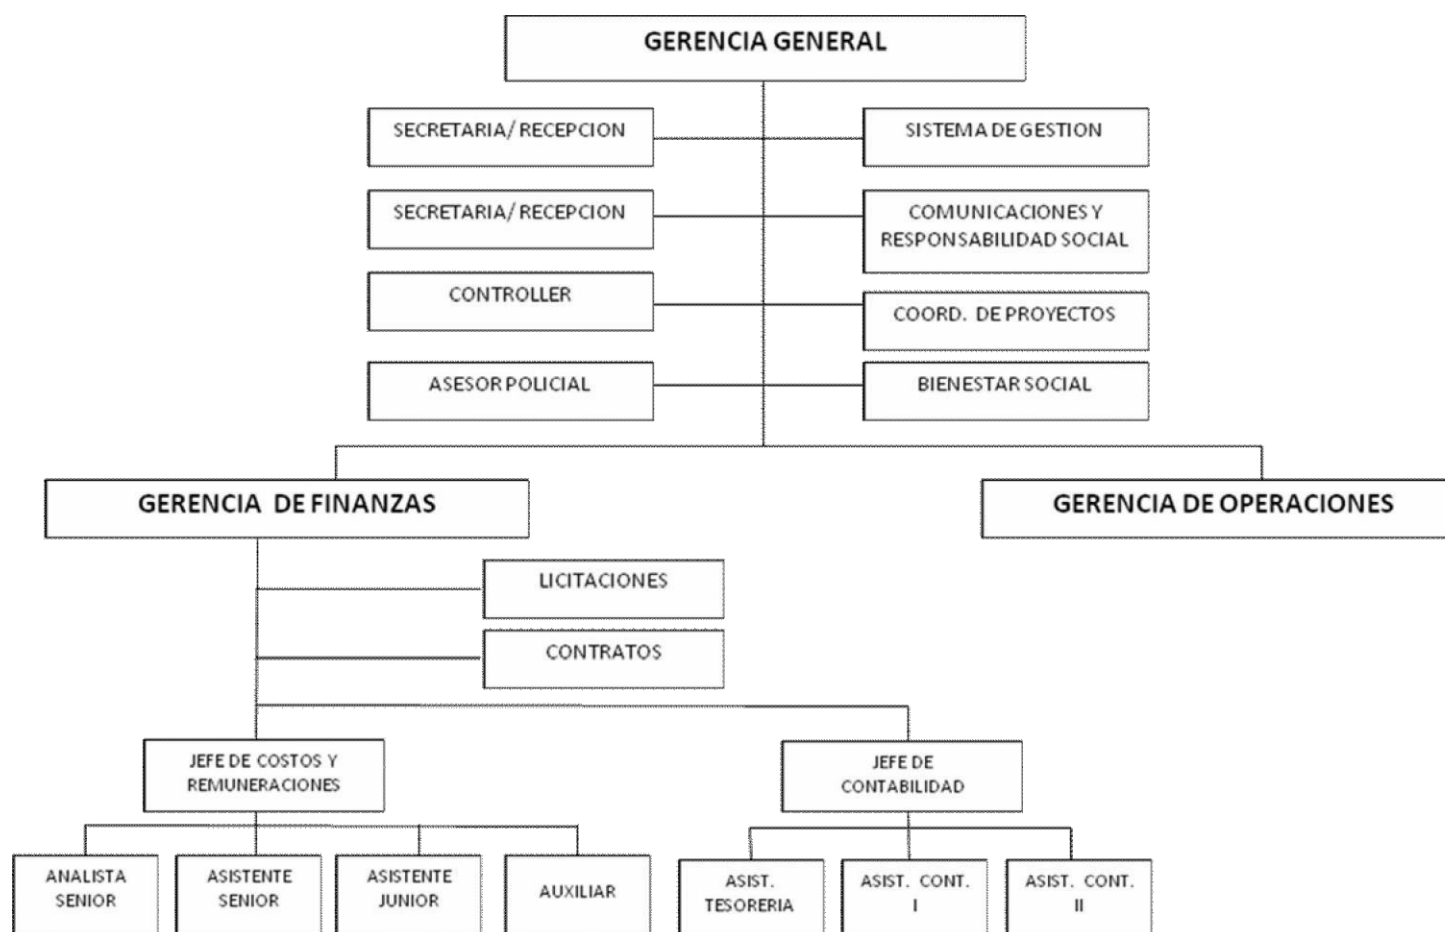 GERENCIA GENERAL
SECRETARIA/ RECEPCION
SISTEMA DE GESTION
SECRETARIA/ RECEPCION
COMUNICACIONES Y
RESPONSABILIDAD SOCIAL
CONTROLLER
COORD. DE PROYECTOS
ASESOR POLICIAL
BIENESTAR SOCIAL
GERENCIA DE FINANZAS
GERENCIA DE OPERACIONES
LICITACIONES
CONTRATOS
JEFE DE COSTOS Y
REMUNERACIONES
JEFE DE
CONTABILIDAD
ANALISTA
SENIOR
ASISTENTE
SENIOR
ASISTENTE
JUNIOR
AUXILIAR
ASIST.
TESORERIA
ASIST. CONT.
I
ASIST. CONT.
II